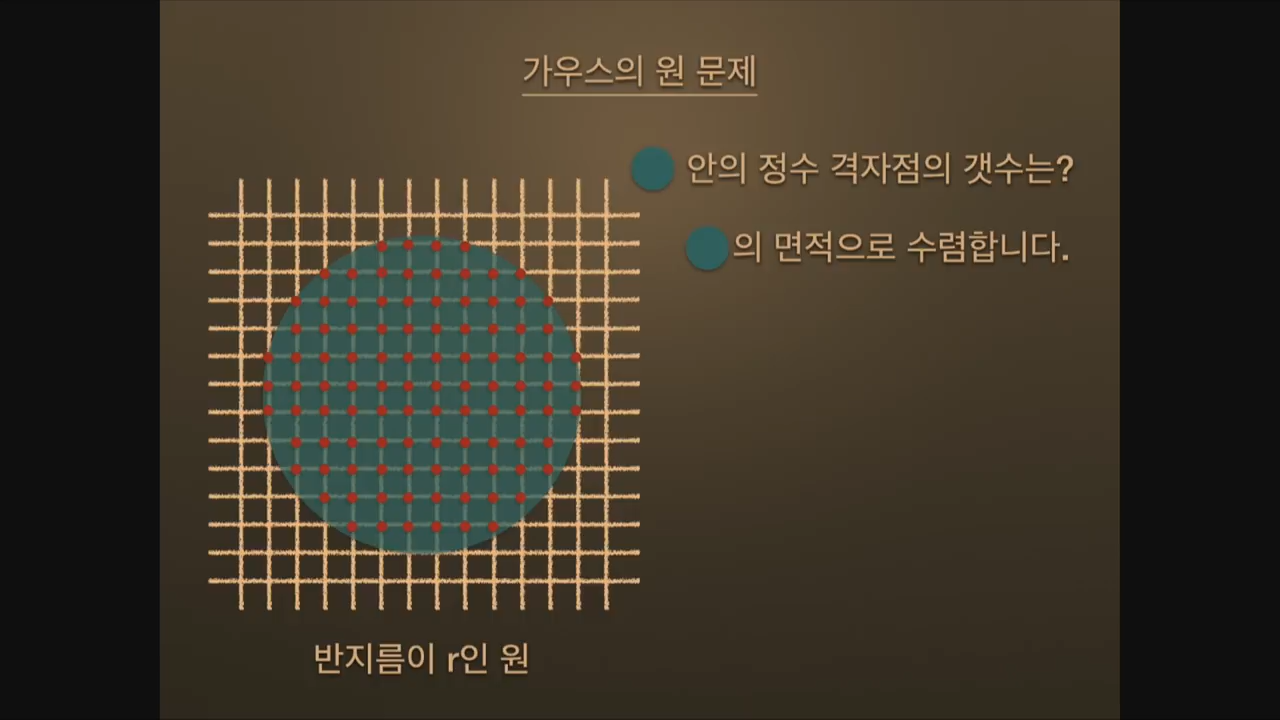 가우스의 원 문제
안의 정수 격자점의 갯수는?
의 면적으로 수렴합니다.
반지름이 r인 원